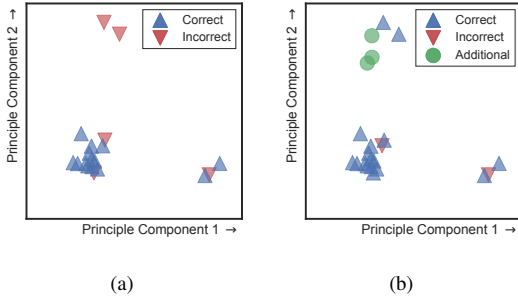 Correct
Incorrect
Principle Component 2 →
Principle Component 1 →
(a)
Correct
Incorrect
Additional
Principle Component 2 →
Principle Component 1 →
(b)